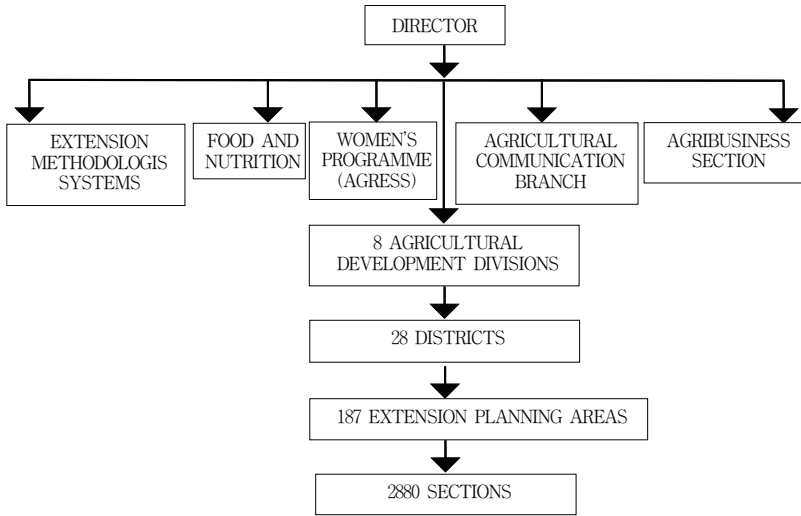 DIRECTOR
EXTENSION
METHODOLOGIS
SYSTEMS
FOOD AND
NUTRITION
WOMEN'S
PROGRAMME
(AGRESS)
AGRICULTURAL
COMMUNICATION
BRANCH
AGRIBUSINESS
SECTION
8 AGRICULTURAL
DEVELOPMENT DIVISIONS
28 DISTRICTS
187 EXTENSION PLANNING AREAS
2880 SECTIONS